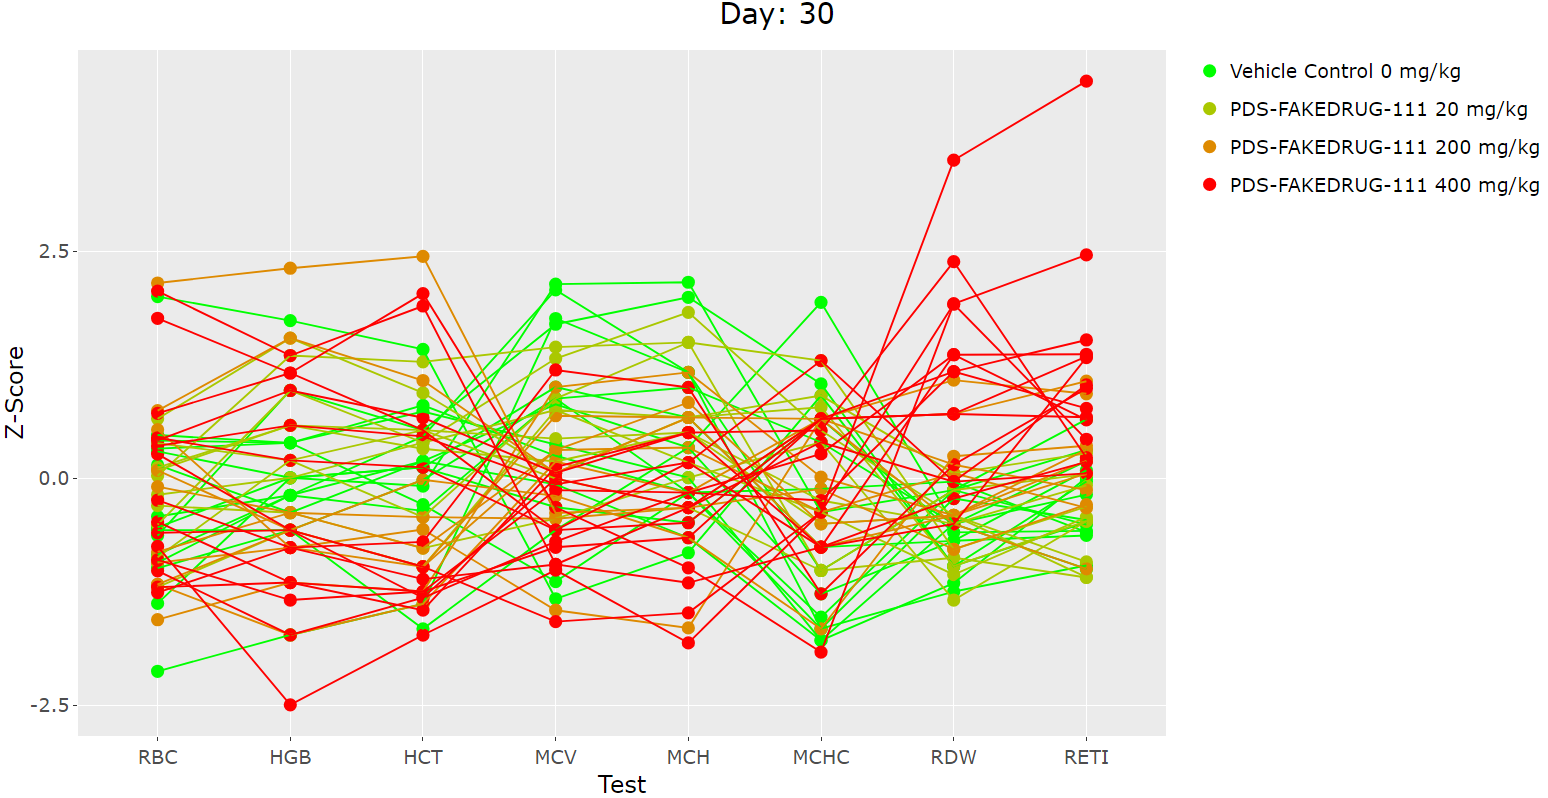 Day: 30
Vehicle Control 0 mg/kg
PDS-FAKEDRUG-111 20 mg/kg
PDS-FAKEDRUG-111 200 mg/kg
PDS-FAKEDRUG-111 400 mg/kg
Z-Score
2.5
0.0
-2.5
RBC HGB HCT MCV MCH MCHC RDW RETI
Test